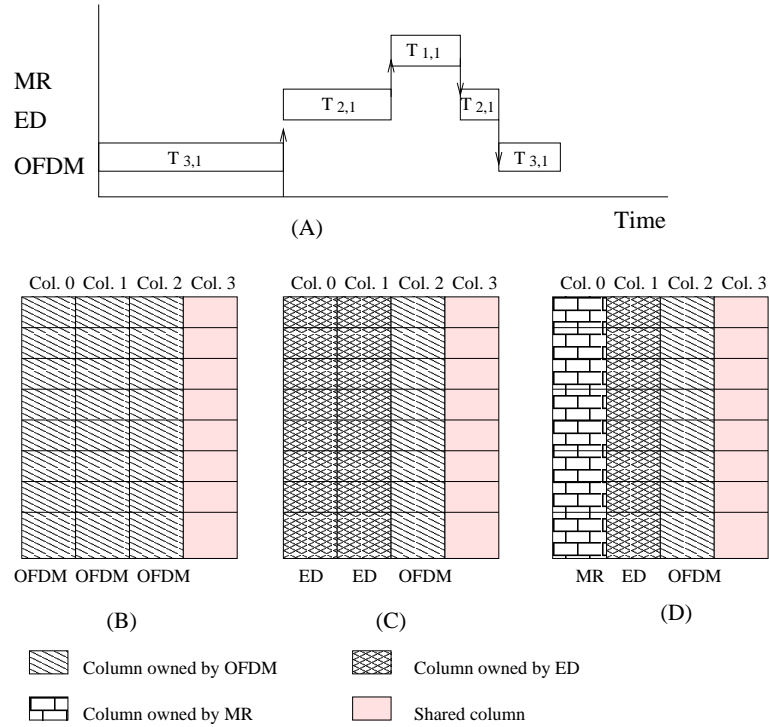 T 1,1
MR
T 2,1
T 2,1
ED
OFDM
T 3,1
T 3,1
(A)
Time
Col. 0 Col. 1 Col. 2 Col. 3
Col. 0 Col. 1 Col. 2 Col. 3
Col. 0 Col. 1 Col. 2 Col. 3
OFDM OFDM OFDM
ED ED OFDM
MR ED OFDM
(B)
(C)
(D)
Column owned by OFDM
Column owned by ED
Column owned by MR
Shared column